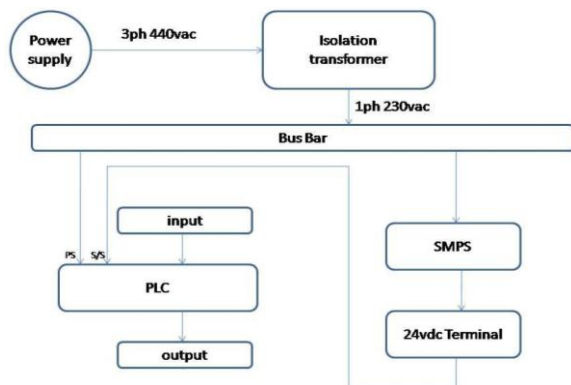 Power
supply
3ph 440vac
Isolation
transformer
1ph 230vac
Bus Bar
input
SMPS
PS
S/S
PLC
24vdc Terminal
output